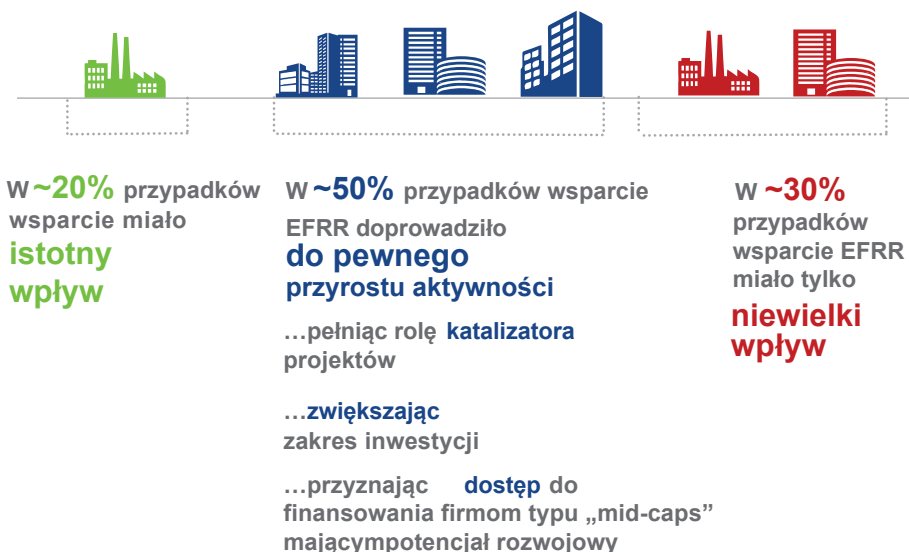 W ~20% przypadków
wsparcie miało
istotny
wpływ
W ~50% przypadków wsparcie
EFRR doprowadziło
do pewnego
przyrostu aktywności
…pełniąc rolę katalizatora
projektów
…zwiększając
zakres inwestycji
…przyznając dostęp do
finansowania firmom typu „mid-caps”
mającympotencjał rozwojowy
W ~30%
przypadków
wsparcie EFRR
miało tylko
niewielki
wpływ